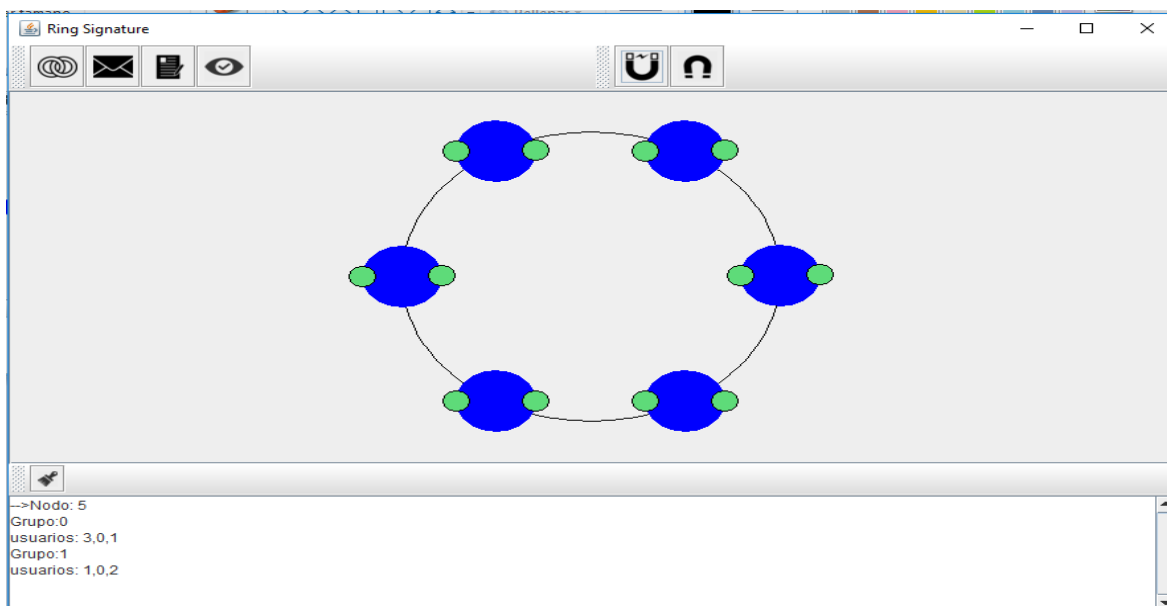 Ring Signature
-->Nodo: 5
Grupo:0
usuarios: 3,0,1
Grupo:1
usuarios: 1,0,2